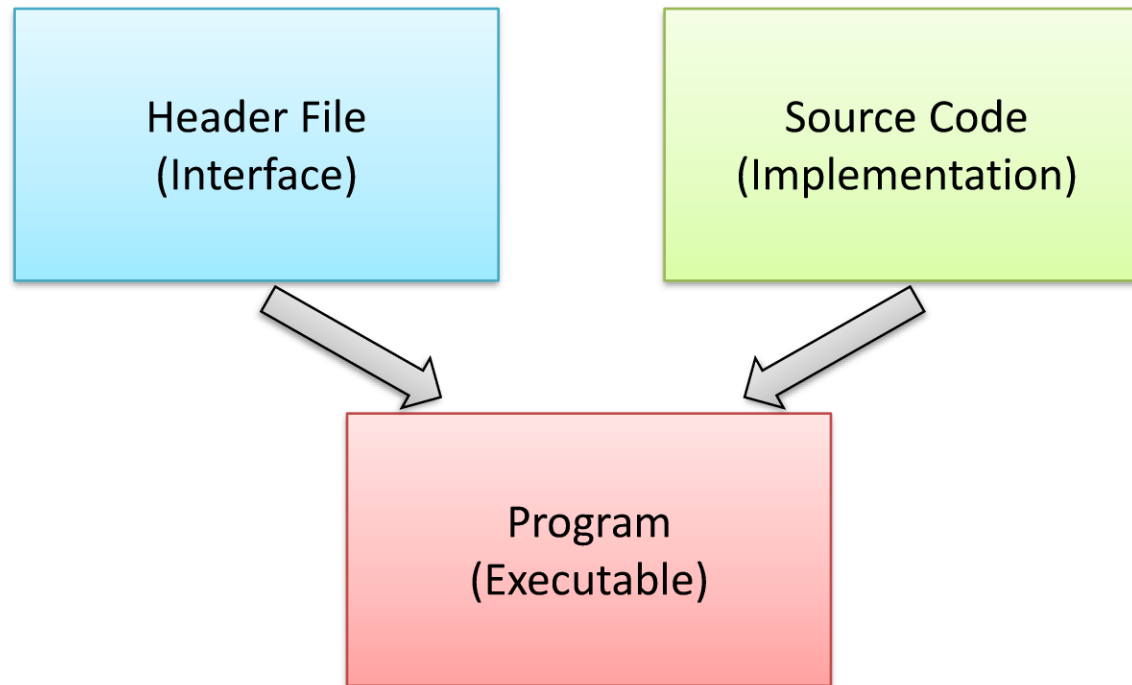 Header File
(Interface)
Source Code
(Implementation)
Program
(Executable)